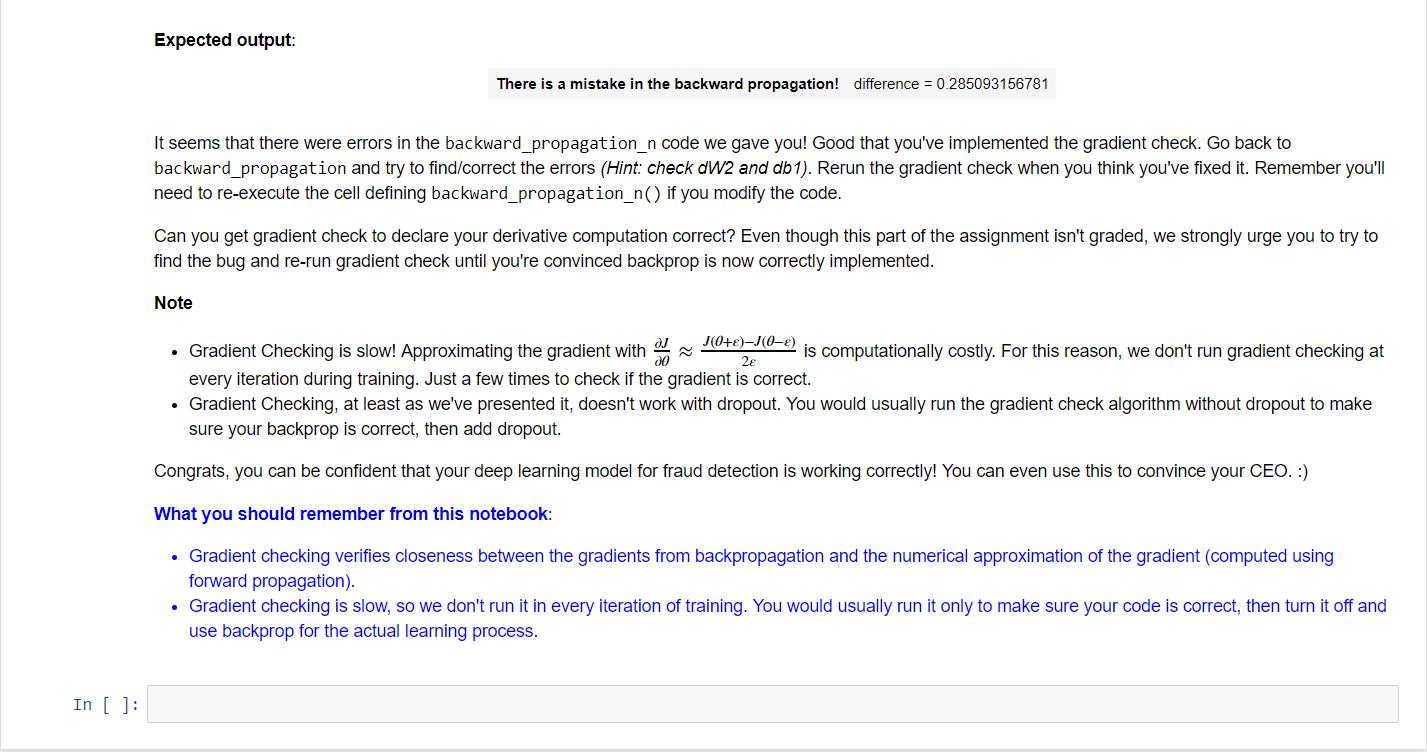 Expected output:
There is a mistake in the backward propagation! difference = 0.285093156781
It seems that there were errors in the backward_propagation_n code we gave you! Good that you've implemented the gradient check. Go back to
backward_propagation and try to find/correct the errors (Hint: check dW2 and db1). Rerun the gradient check when you think you've fixed it. Remember you'll
need to re-execute the cell defining backward_propagation_n() if you modify the code.
Can you get gradient check to declare your derivative computation correct? Even though this part of the assignment isn't graded, we strongly urge you to try to
find the bug and re-run gradient check until you're convinced backprop is now correctly implemented.
Note
• Gradient Checking is slow! Approximating the gradient with ∂J/∂θ ≈ J(θ+ε)−J(θ−ε)/2ε is computationally costly. For this reason, we don't run gradient checking at
every iteration during training. Just a few times to check if the gradient is correct.
• Gradient Checking, at least as we've presented it, doesn't work with dropout. You would usually run the gradient check algorithm without dropout to make
sure your backprop is correct, then add dropout.
Congrats, you can be confident that your deep learning model for fraud detection is working correctly! You can even use this to convince your CEO. :)
What you should remember from this notebook:
• Gradient checking verifies closeness between the gradients from backpropagation and the numerical approximation of the gradient (computed using
forward propagation).
• Gradient checking is slow, so we don't run it in every iteration of training. You would usually run it only to make sure your code is correct, then turn it off and
use backprop for the actual learning process.
In [ ]: